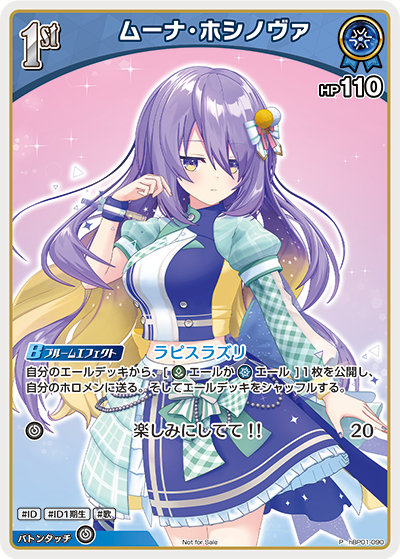 1st
ムーナ・ホシノヴァ
HP110
Bブルームエフェクト ラピスラズリ
自分のエールデッキから、[ エールか エール ]1枚を公開し、
自分のホロメンに送る。そしてエールデッキをシャッフルする。
楽しみにしてて!! 20
#ID #ID1期生 #歌
バトンタッチ
Not for Sale
P hBP01-090